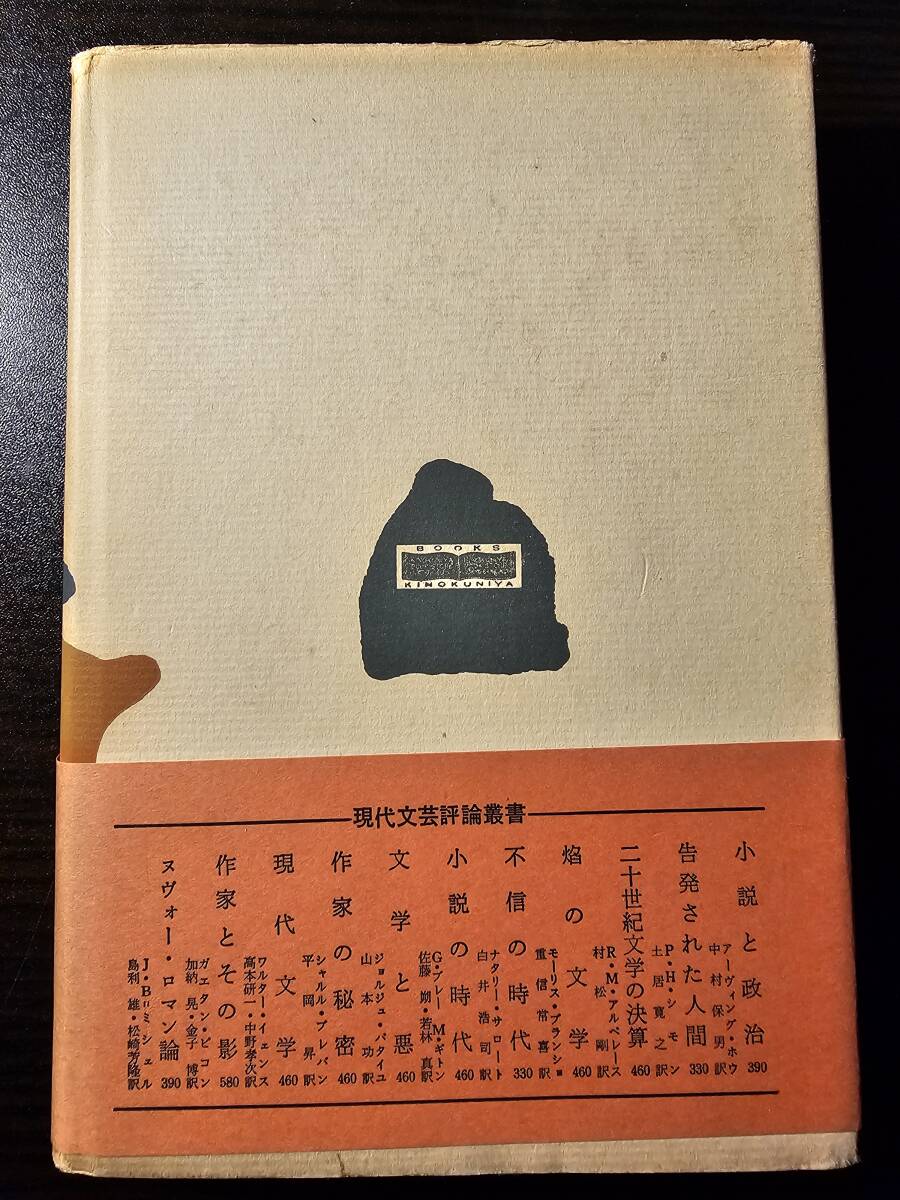 BOOKS
KINOKUNIYA
現代文芸評論叢書
小説と政治
アーヴィング・ホウ
中村保男訳 390
告発された人間
P・H・シモン
土居寛之訳 330
二十世紀文学の決算
R・M・アルベレース
村松剛訳 460
焰の文学
モーリス・ブランショ
重信常喜訳 460
不信の時代
ナタリー・サロート
白井浩司訳 330
小説の時代
G・ブレー M・ギトン
佐藤朔・若林真訳 460
文学と悪
ジョルジュ・バタイユ
山本功訳 460
作家の秘密
シャルル・プレバン
平岡昇訳 460
現代文学
ワルター・イェンス
高本研一・中野孝次訳 460
作家とその影
ガエタン・ピコン
加納晃・金子博訳 580
ヌヴォー・ロマン論
J・Bミシェル
島利雄・松崎芳隆訳 390